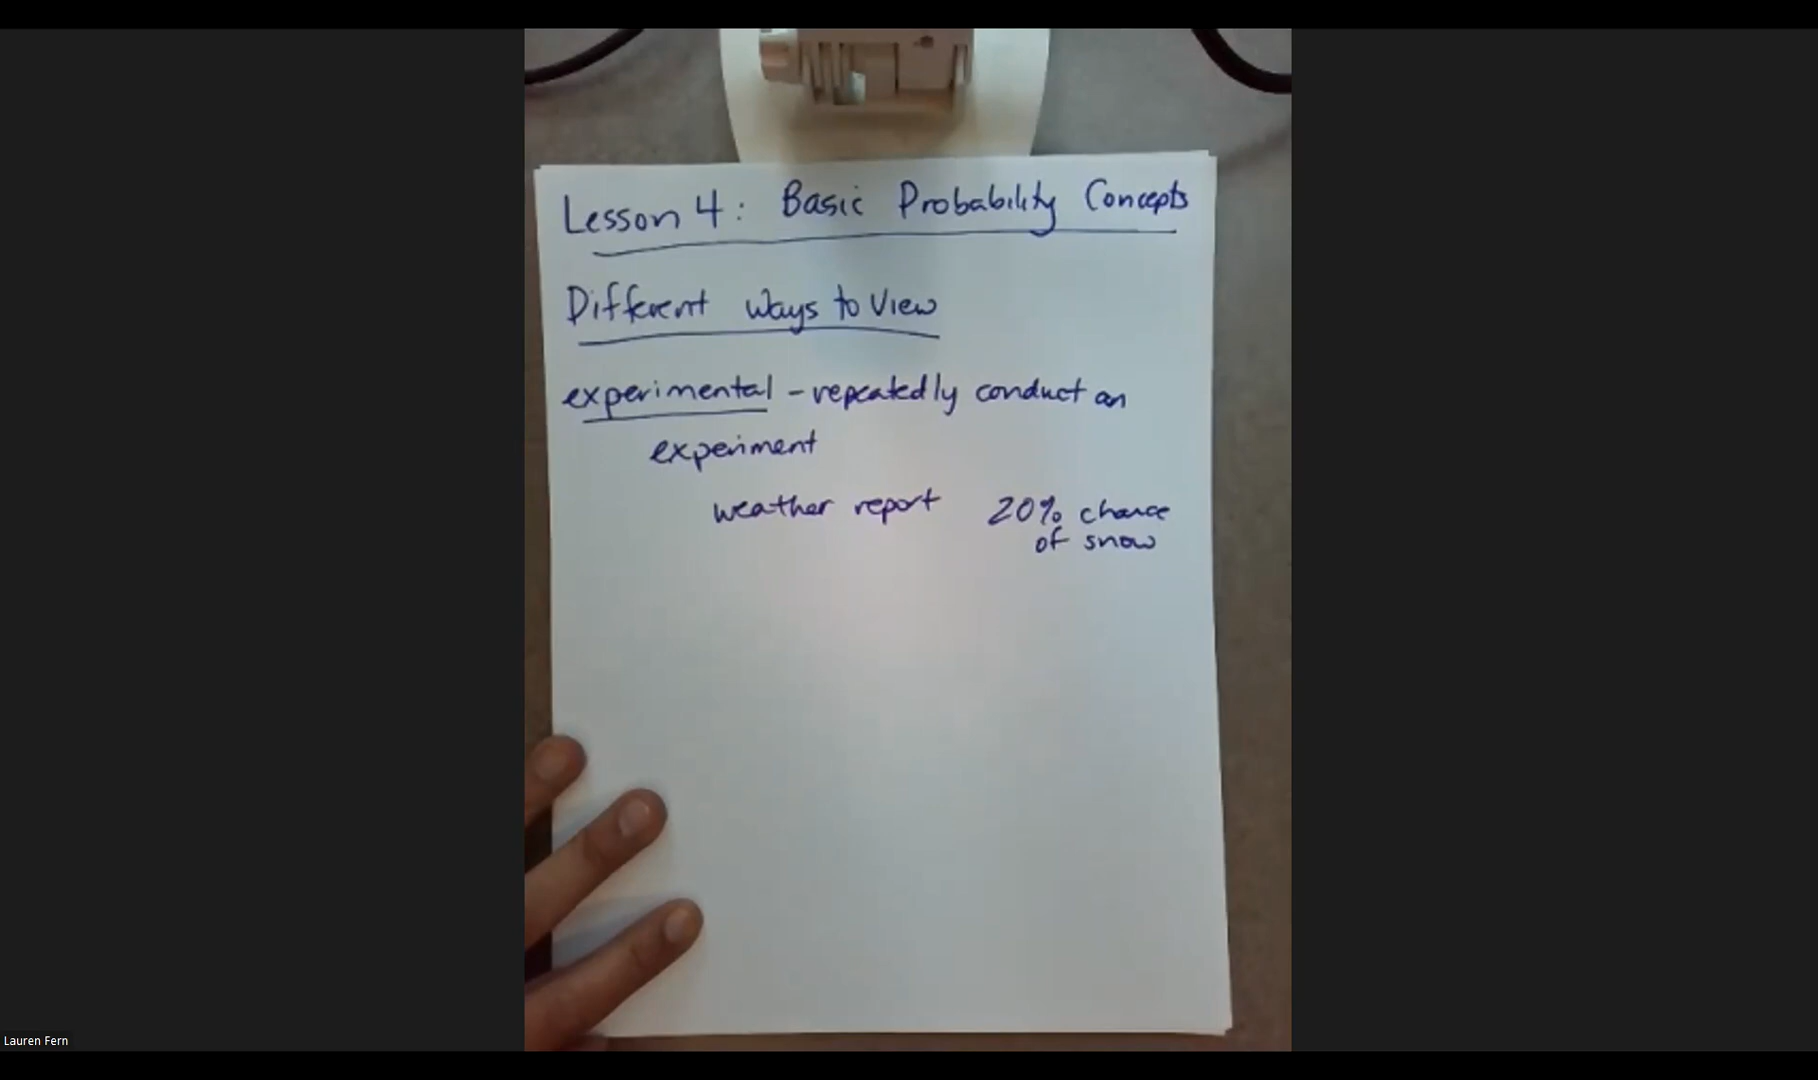 Lesson 4: Basic Probability Concepts
Different Ways to View
experimental - repeatedly conduct an
experiment
weather report 20% chance
of snow
Lauren Fern